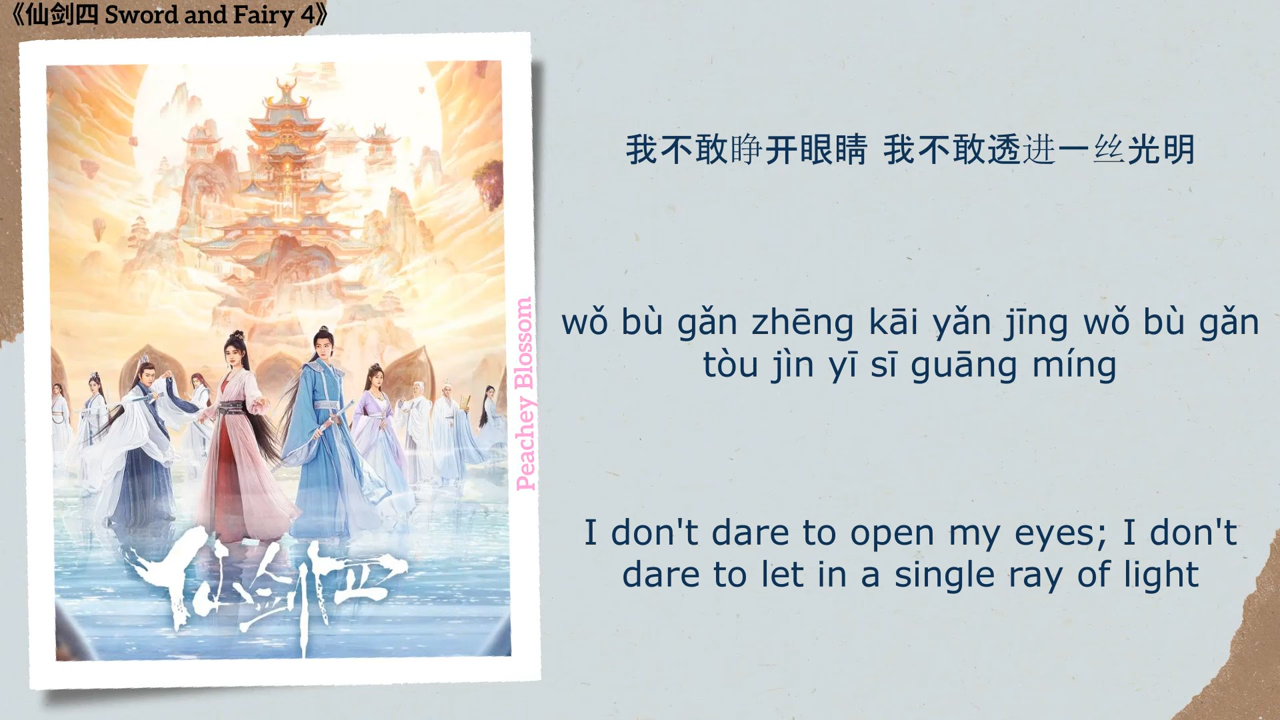 《仙剑四 Sword and Fairy 4》
仙剑四
Peachey Blossom
我不敢睁开眼睛 我不敢透进一丝光明
wǒ bù gǎn zhēng kāi yǎn jīng wǒ bù gǎn
tòu jìn yī sī guāng míng
I don't dare to open my eyes; I don't
dare to let in a single ray of light